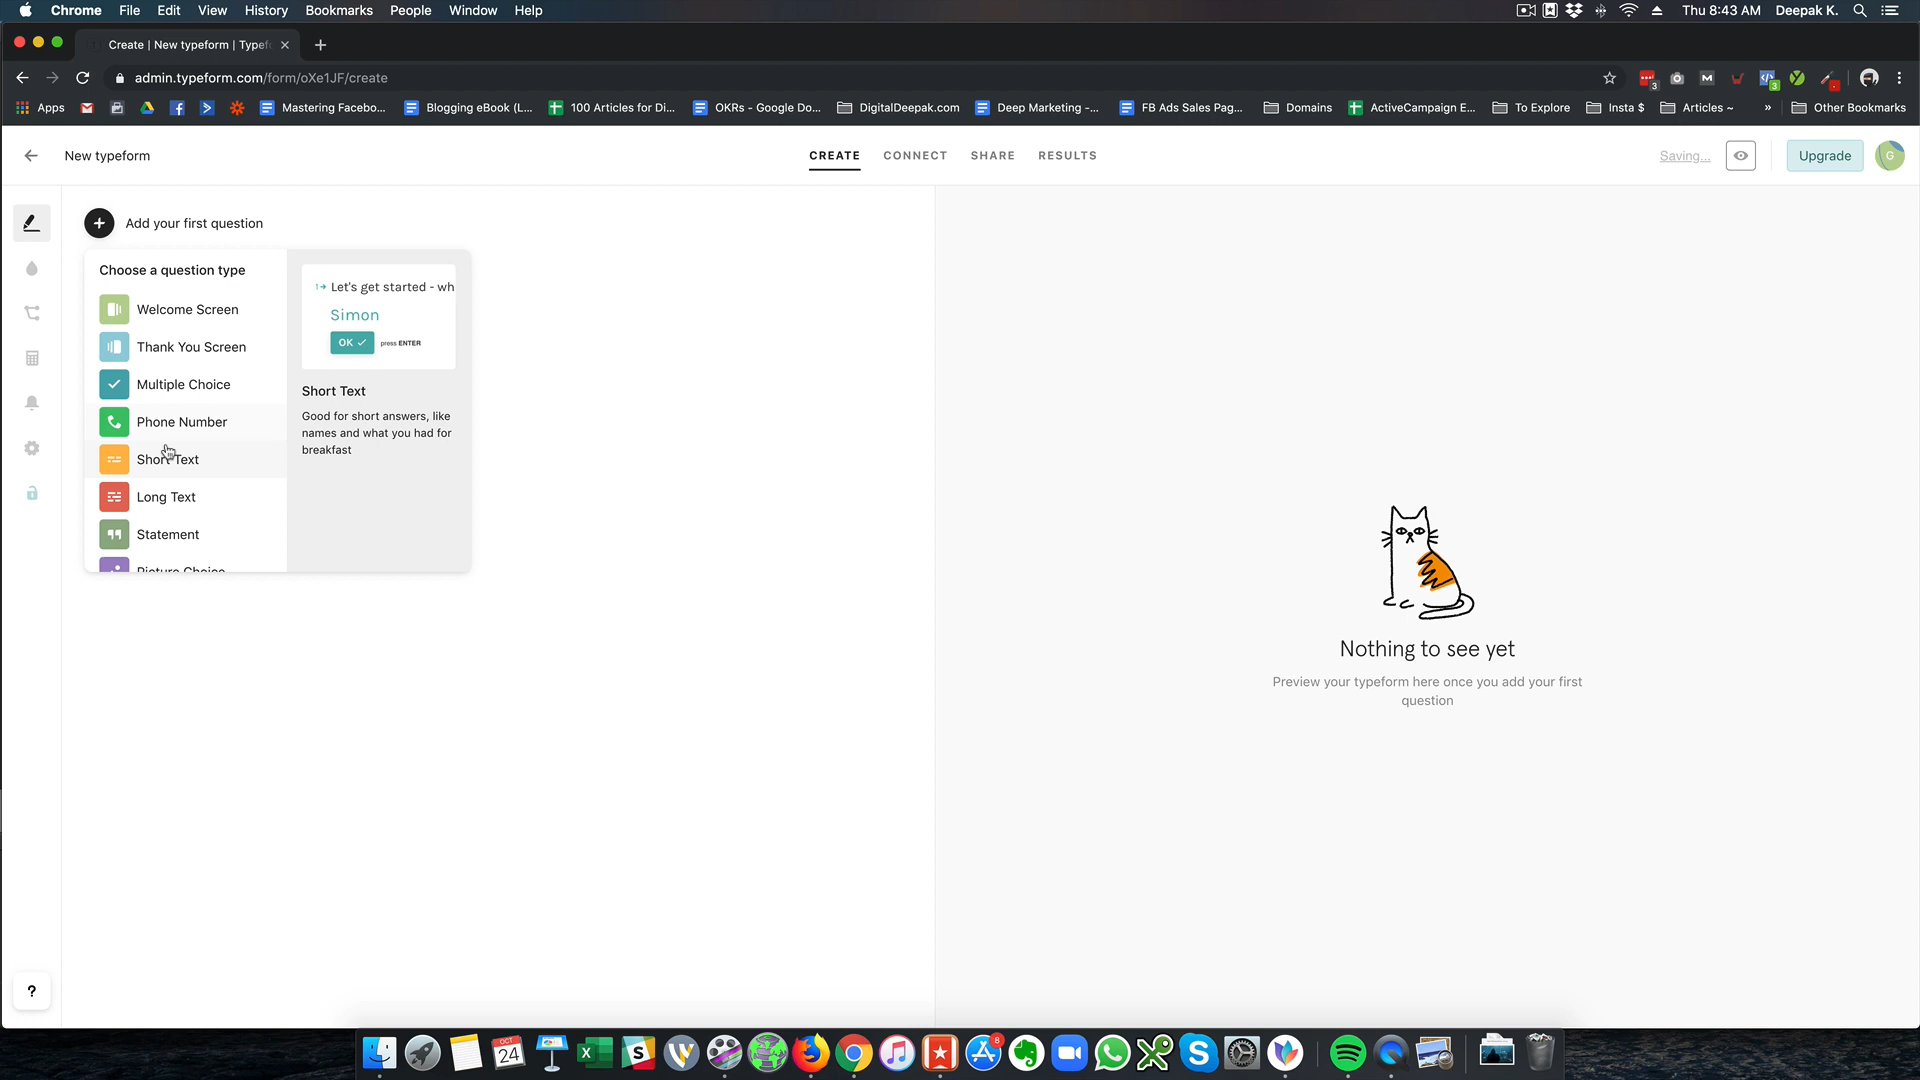 Chrome File Edit View History Bookmarks People Window Help
Thu 8:43 AM Deepak K.
Create | New typeform | Typef
admin.typeform.com/form/oXe1JF/create
Apps Mastering Facebo... Blogging eBook (L... 100 Articles for Di... OKRs - Google Do... DigitalDeepak.com Deep Marketing -... FB Ads Sales Pag... Domains ActiveCampaign E... To Explore Insta $ Articles ~ » Other Bookmarks
New typeform
CREATE CONNECT SHARE RESULTS
Saving... Upgrade G
Add your first question
Choose a question type
Welcome Screen
Thank You Screen
Multiple Choice
Phone Number
Short Text
Long Text
Statement
Picture Choice
1 Let's get started - wh
Simon
OK press ENTER
Short Text
Good for short answers, like
names and what you had for
breakfast
Nothing to see yet
Preview your typeform here once you add your first
question
?
OCT
24
8